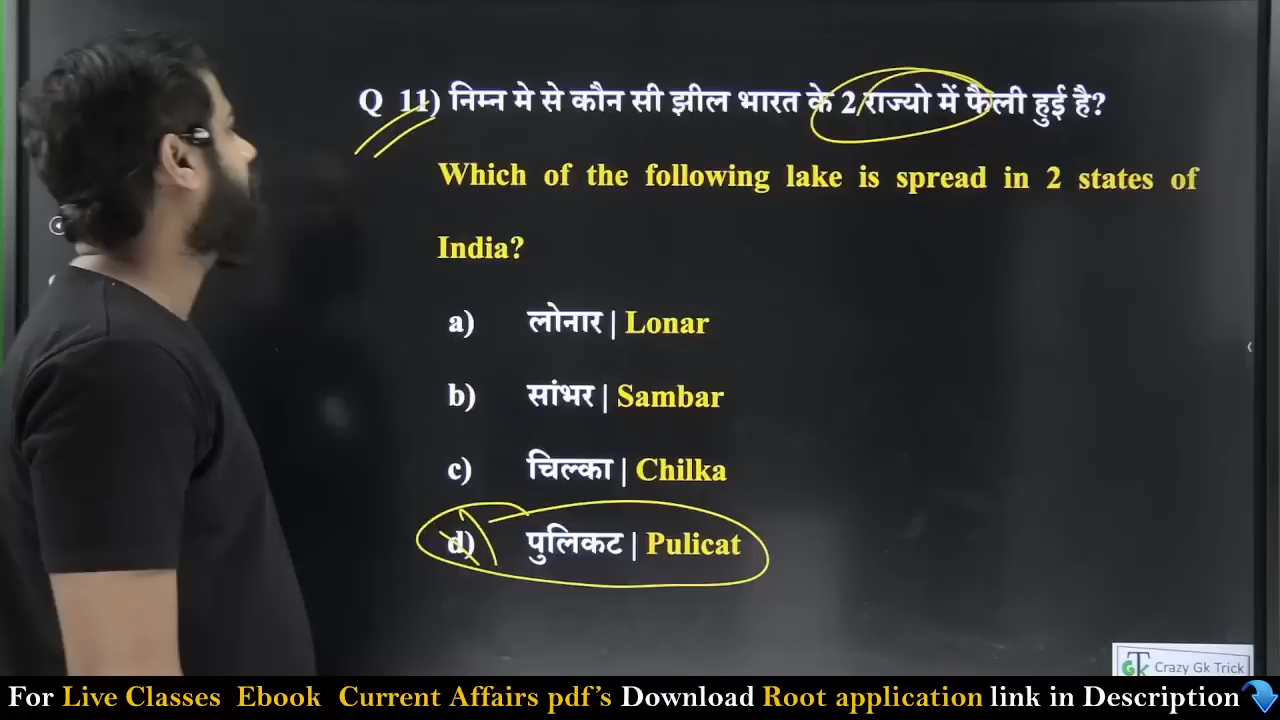 Q 11) निम्न मे से कौन सी झील भारत के 2 राज्यो में फैली हुई है?
Which of the following lake is spread in 2 states of
India?
a) लोनार | Lonar
b) सांभर | Sambar
c) चिल्का | Chilka
d) पुलिकट | Pulicat
GTK Crazy Gk Trick
For Live Classes Ebook Current Affairs pdf's Download Root application link in Description